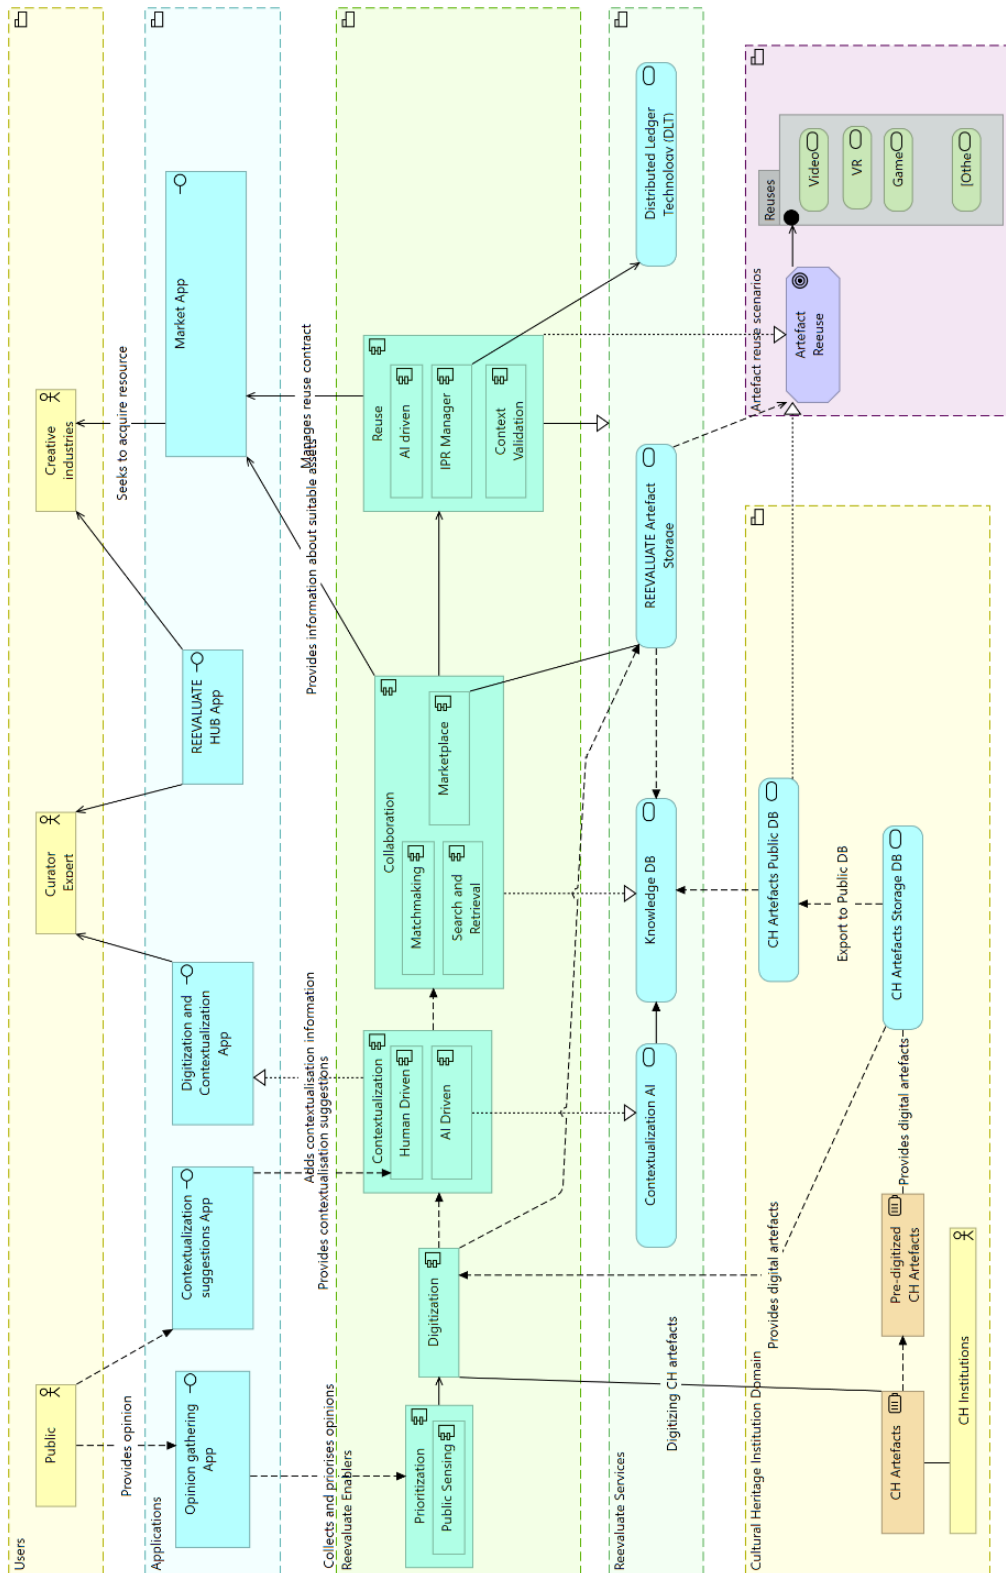 Users
Public
Curator
Expert
Creative
industries
Provides opinion
Seeks to acquire resource
Applications
Opinion gathering
App
Contextualization
suggestions App
Digitization and
Contextualization
App
REEVALUATE
HUB App
Market App
Collects and priorises opinions
Provides contextualisation suggestions
Adds contextualisation information
Provides information about suitable assets
Manages reuse contract
Reevaluate Enablers
Prioritization
Public Sensing
Digitization
Contextualization
Human Driven
AI Driven
Collaboration
Matchmaking
Search and
Retrieval
Marketplace
Reuse
AI driven
IPR Manager
Context
Validation
Reevaluate Services
Digitizing CH artefacts
Contextualization AI
Knowledge DB
REEVALUATE Artefact
Storage
Distributed Ledger
Technology (DLT)
Cultural Heritage Institution Domain
Provides digital artefacts
CH Artefacts Public DB
Export to Public DB
CH Artefacts
Pre-digitized
CH Artefacts
Provides digital artefacts
CH Artefacts Storage DB
CH Institutions
Artefact reuse scenarios
Artefact
Reeuse
Reuses
Video
VR
Game
[Othe